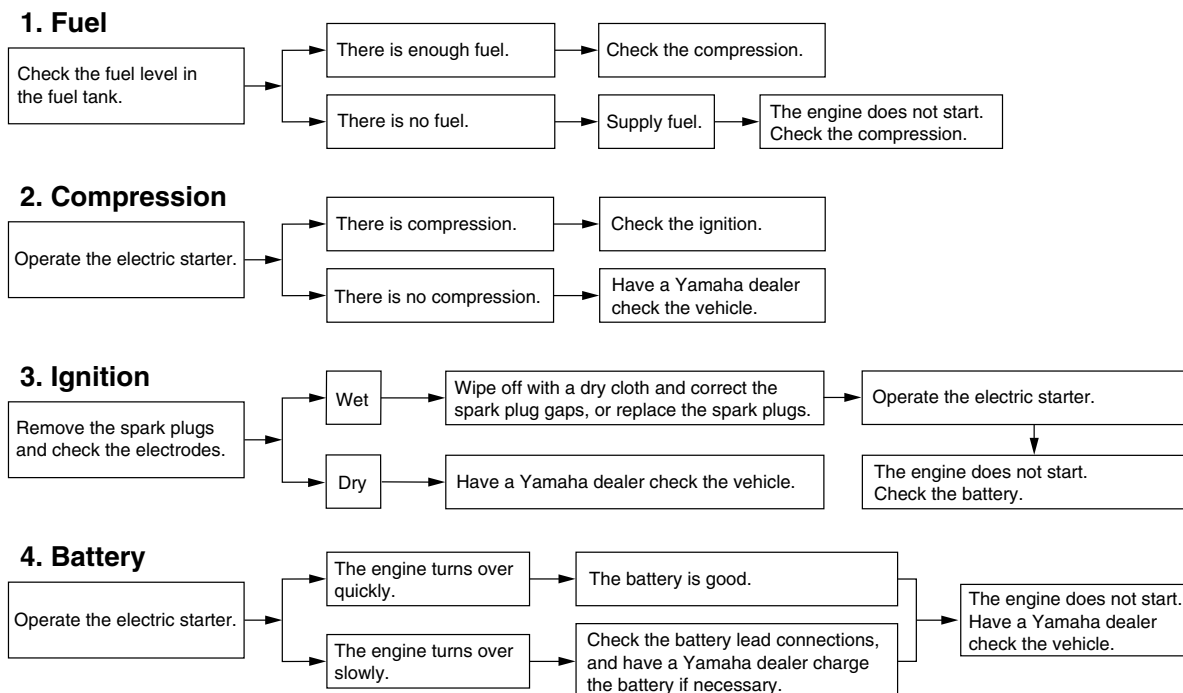 1. Fuel
Check the fuel level in
the fuel tank.
There is enough fuel.
Check the compression.
There is no fuel.
Supply fuel.
The engine does not start.
Check the compression.
2. Compression
Operate the electric starter.
There is compression.
Check the ignition.
There is no compression.
Have a Yamaha dealer
check the vehicle.
3. Ignition
Remove the spark plugs
and check the electrodes.
Wet
Wipe off with a dry cloth and correct the
spark plug gaps, or replace the spark plugs.
Operate the electric starter.
The engine does not start.
Check the battery.
Dry
Have a Yamaha dealer check the vehicle.
4. Battery
Operate the electric starter.
The engine turns over
quickly.
The battery is good.
The engine turns over
slowly.
Check the battery lead connections,
and have a Yamaha dealer charge
the battery if necessary.
The engine does not start.
Have a Yamaha dealer
check the vehicle.